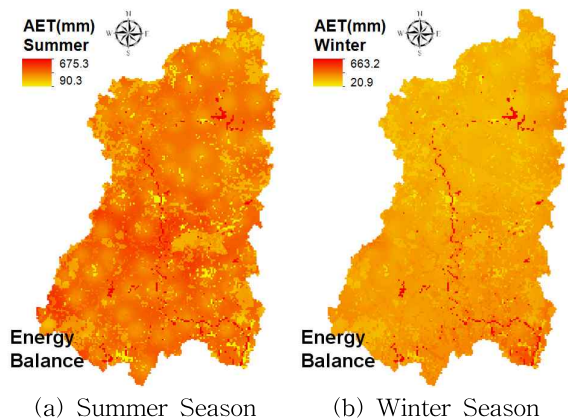 AET(mm)
Summer
N
W E
S
675.3
90.3
Energy
Balance
(a) Summer Season
AET(mm)
Winter
N
W E
S
663.2
20.9
Energy
Balance
(b) Winter Season